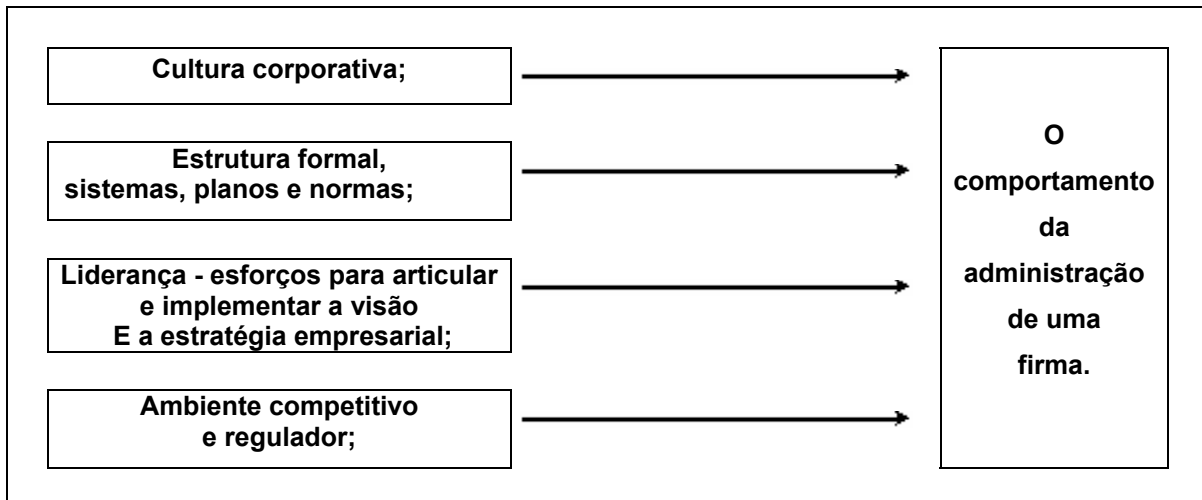 Cultura corporativa;
Estrutura formal,
sistemas, planos e normas;
Liderança - esforços para articular
e implementar a visão
E a estratégia empresarial;
Ambiente competitivo
e regulador;
O
comportamento
da
administração
de uma
firma.